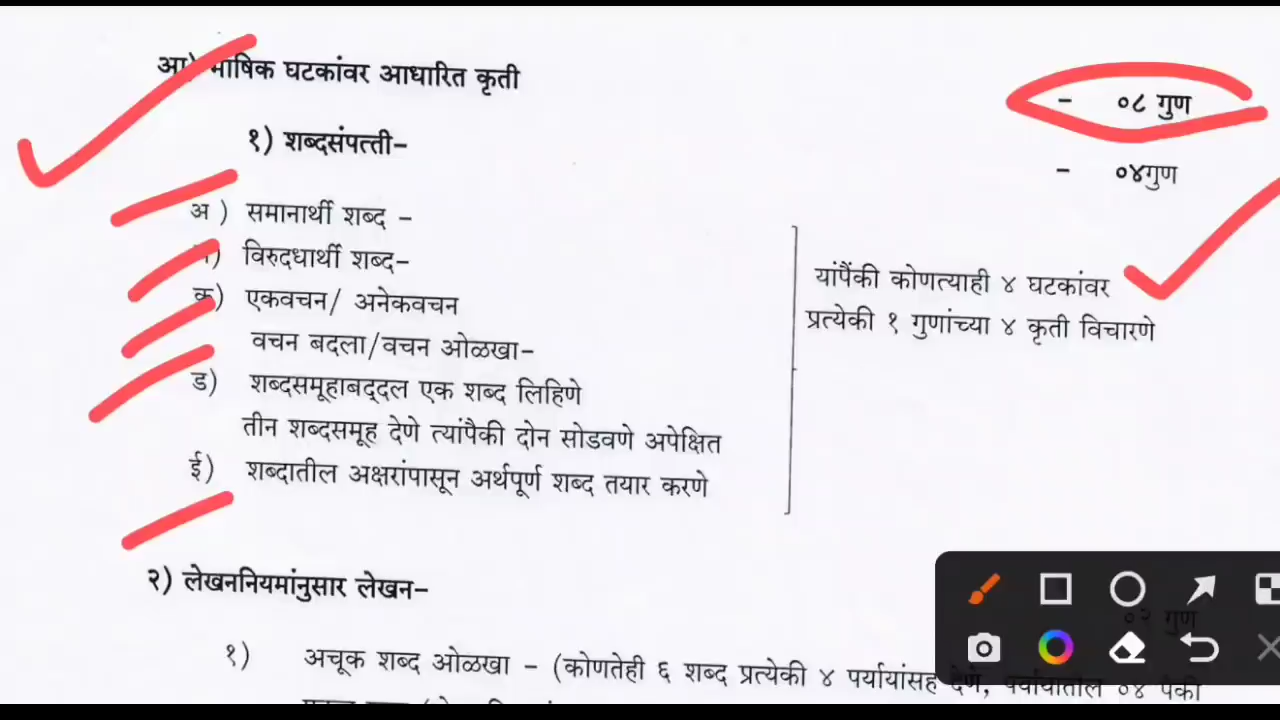 आ) भाषिक घटकांवर आधारित कृती - ०८ गुण
१) शब्दसंपत्ती- - ०४गुण
अ ) समानार्थी शब्द -
विरुदधार्थी शब्द-
क) एकवचन/ अनेकवचन
वचन बदला/वचन ओळखा-
ड) शब्दसमूहाबद्दल एक शब्द लिहिणे
तीन शब्दसमूह देणे त्यांपैकी दोन सोडवणे अपेक्षित
ई) शब्दातील अक्षरांपासून अर्थपूर्ण शब्द तयार करणे
यांपैंकी कोणत्याही ४ घटकांवर
प्रत्येकी १ गुणांच्या ४ कृती विचारणे
२) लेखननियमांनुसार लेखन- ०२ गुण
१) अचूक शब्द ओळखा - (कोणतेही ६ शब्द प्रत्येकी ४ पर्यायांसह देणे, ०४ पैकी